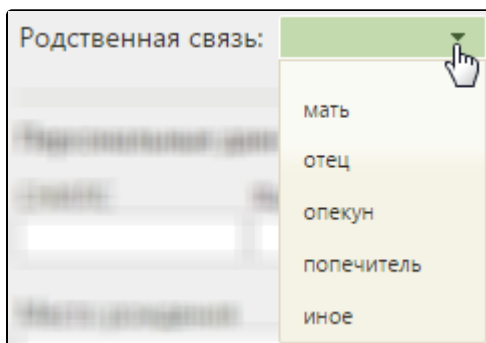 Родственная связь:
мать
отец
опекун
попечитель
иное